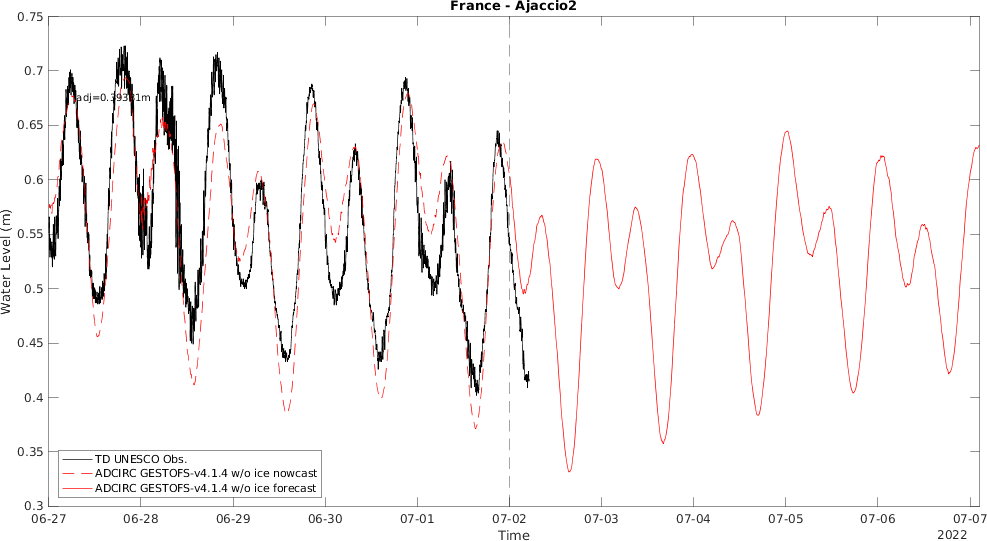 France - Ajaccio2
0.75
0.7
0.65
0.6
0.55
0.5
0.45
0.4
0.35
0.3
Water Level (m)
TD UNESCO Obs.
ADCIRC GESTOFS-v4.1.4 w/o ice nowcast
ADCIRC GESTOFS-v4.1.4 w/o ice forecast
06-27 06-28 06-29 06-30 07-01 07-02 07-03 07-04 07-05 07-06 07-07
Time
2022